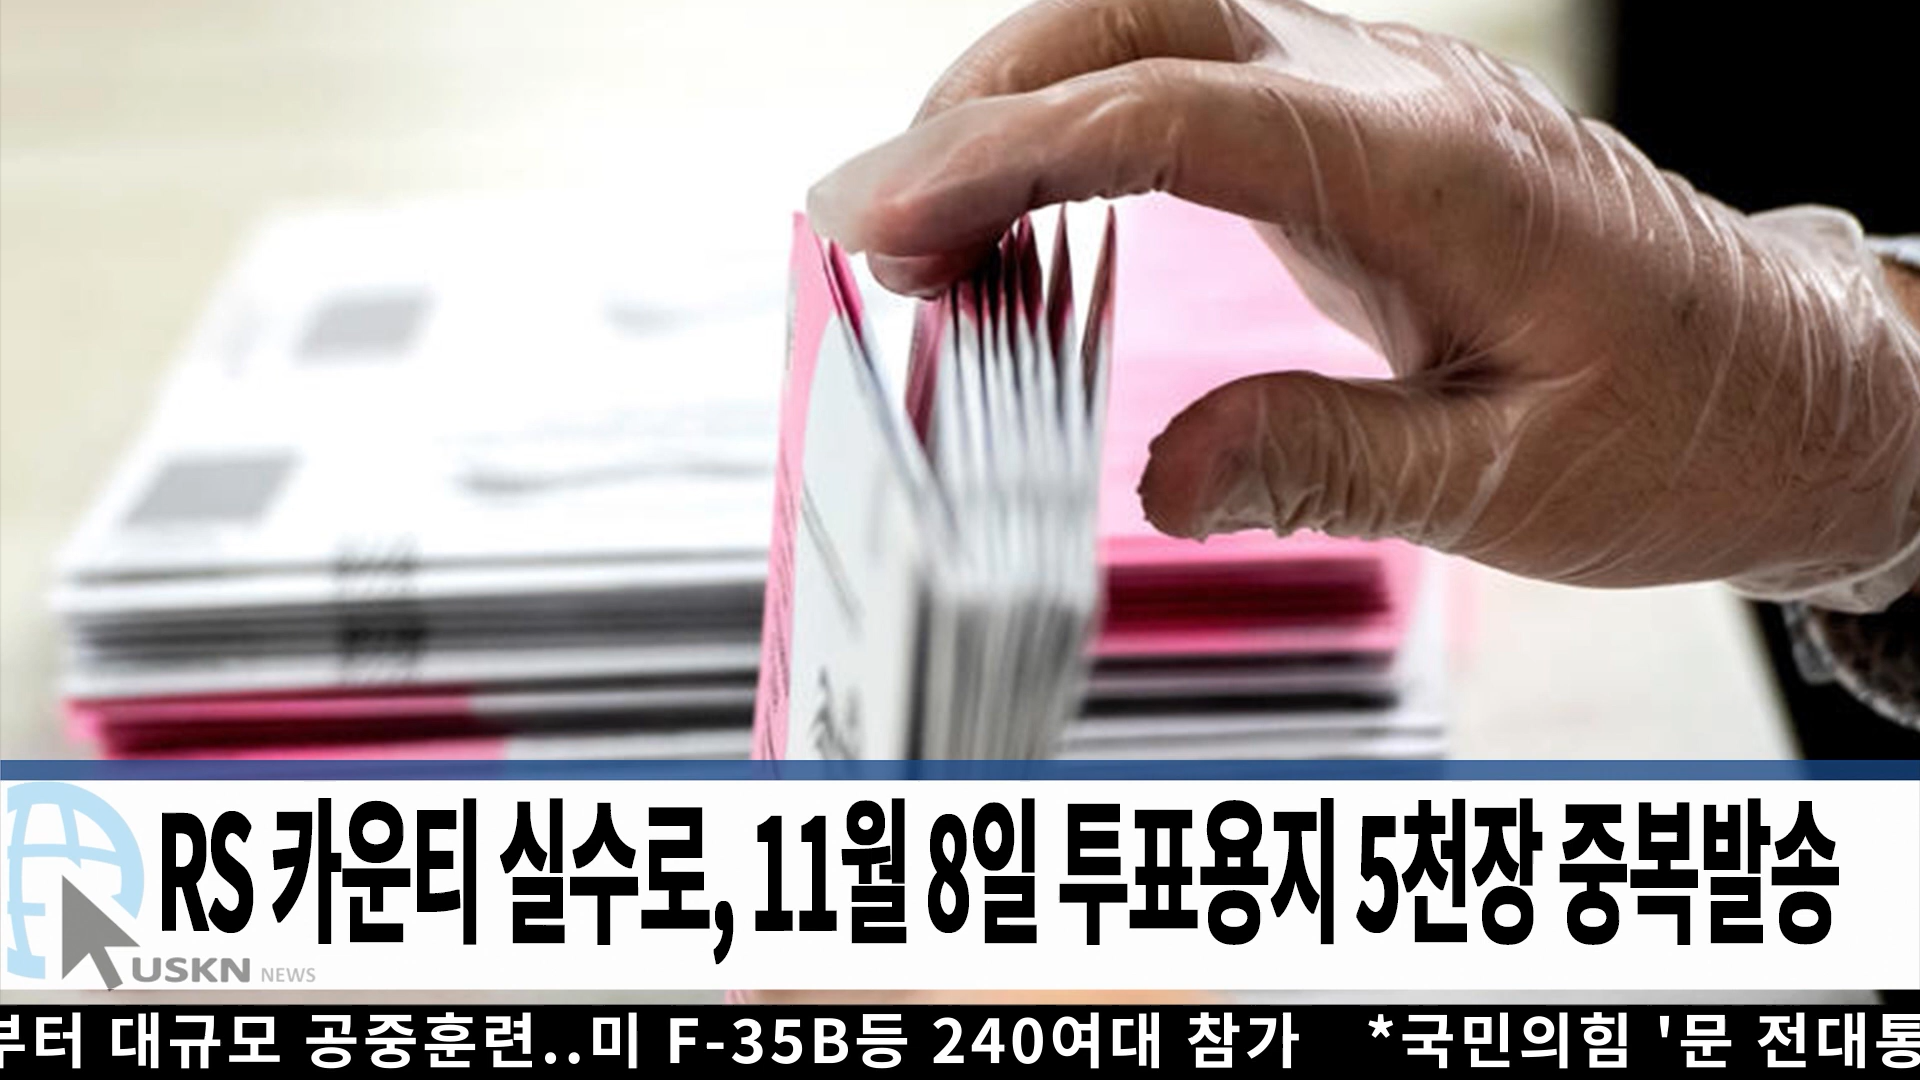 RS 카운티 실수로, 11월 8일 투표용지 5천장 중복발송
USKN NEWS
부터 대규모 공중훈련..미 F-35B등 240여대 참가 *국민의힘 '문 전대통